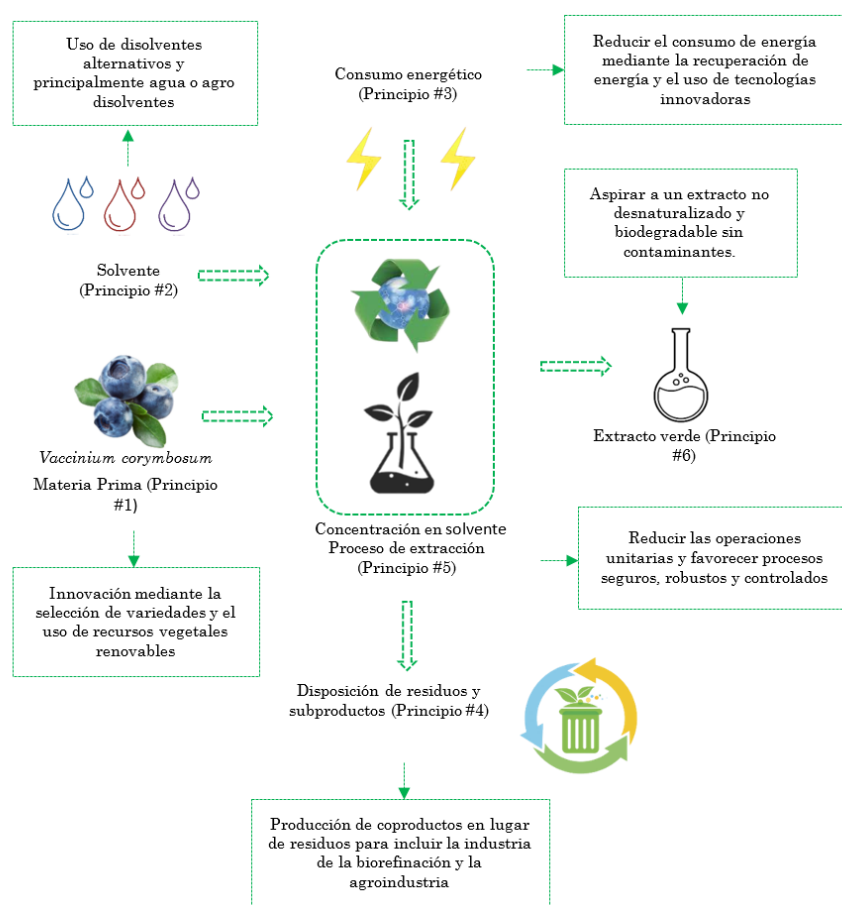 Uso de disolventes
alternativos y
principalmente agua o agro
disolventes
Consumo energético
(Principio #3)
Reducir el consumo de energía
mediante la recuperación de
energía y el uso de tecnologías
innovadoras
Aspirar a un extracto no
desnaturalizado y
biodegradable sin
contaminantes.
Solvente
(Principio #2)
Vaccinium corymbosum
Materia Prima (Principio
#1)
Extracto verde (Principio
#6)
Concentración en solvente
Proceso de extracción
(Principio #5)
Reducir las operaciones
unitarias y favorecer procesos
seguros, robustos y controlados
Innovación mediante la
selección de variedades y el
uso de recursos vegetales
renovables
Disposición de residuos y
subproductos (Principio #4)
Producción de coproductos en lugar
de residuos para incluir la industria
de la biorefinación y la
agroindustria